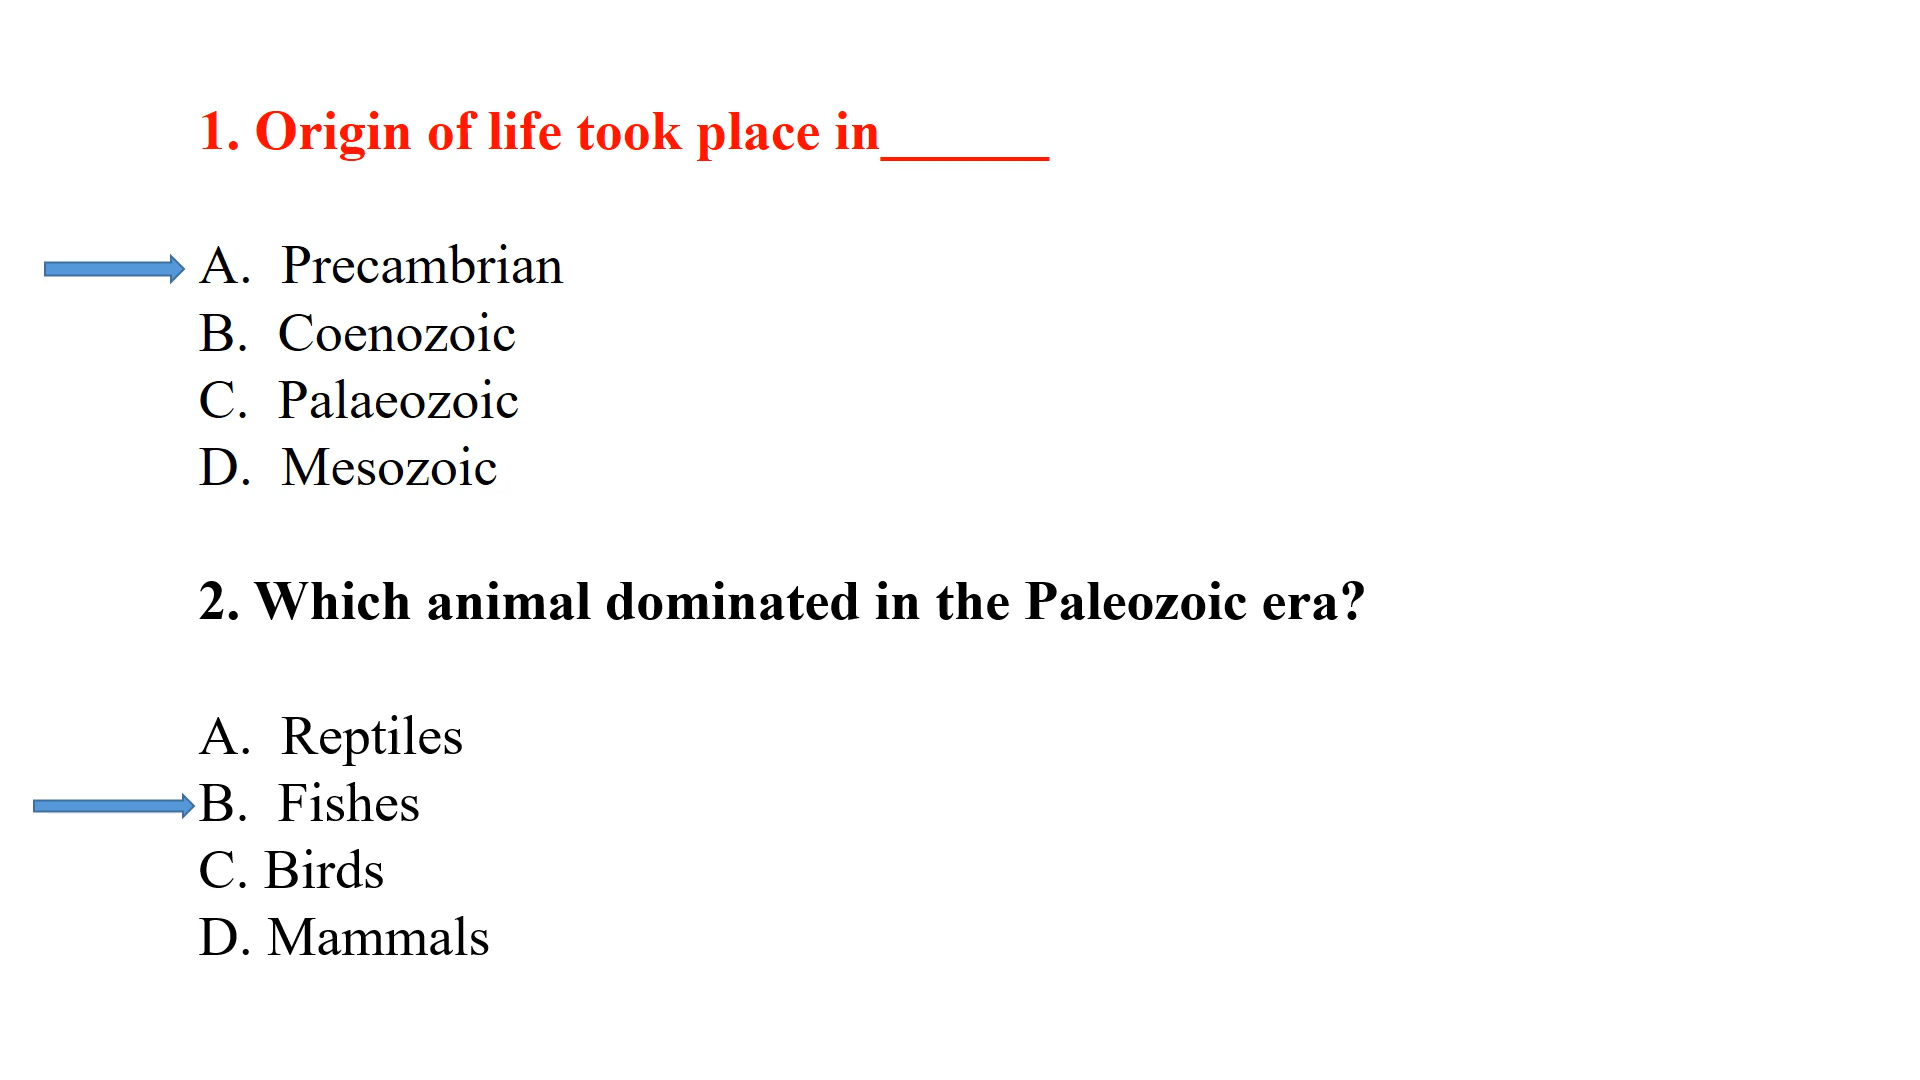 1. Origin of life took place in______
A. Precambrian
B. Coenozoic
C. Palaeozoic
D. Mesozoic
2. Which animal dominated in the Paleozoic era?
A. Reptiles
B. Fishes
C. Birds
D. Mammals